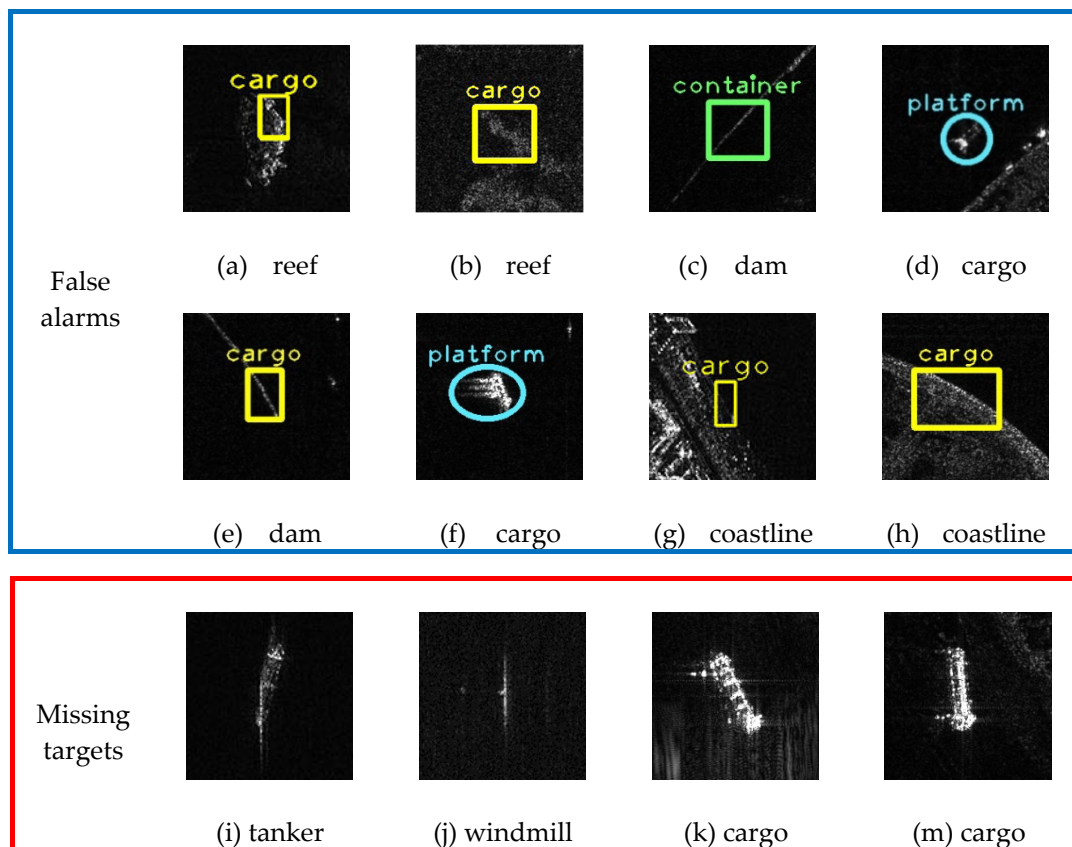 cargo
cargo
container
platform
(a) reef
(b) reef
(c) dam
(d) cargo
False
alarms
cargo
platform
cargo
cargo
(e) dam
(f) cargo
(g) coastline
(h) coastline
Missing
targets
(i) tanker
(j) windmill
(k) cargo
(m) cargo